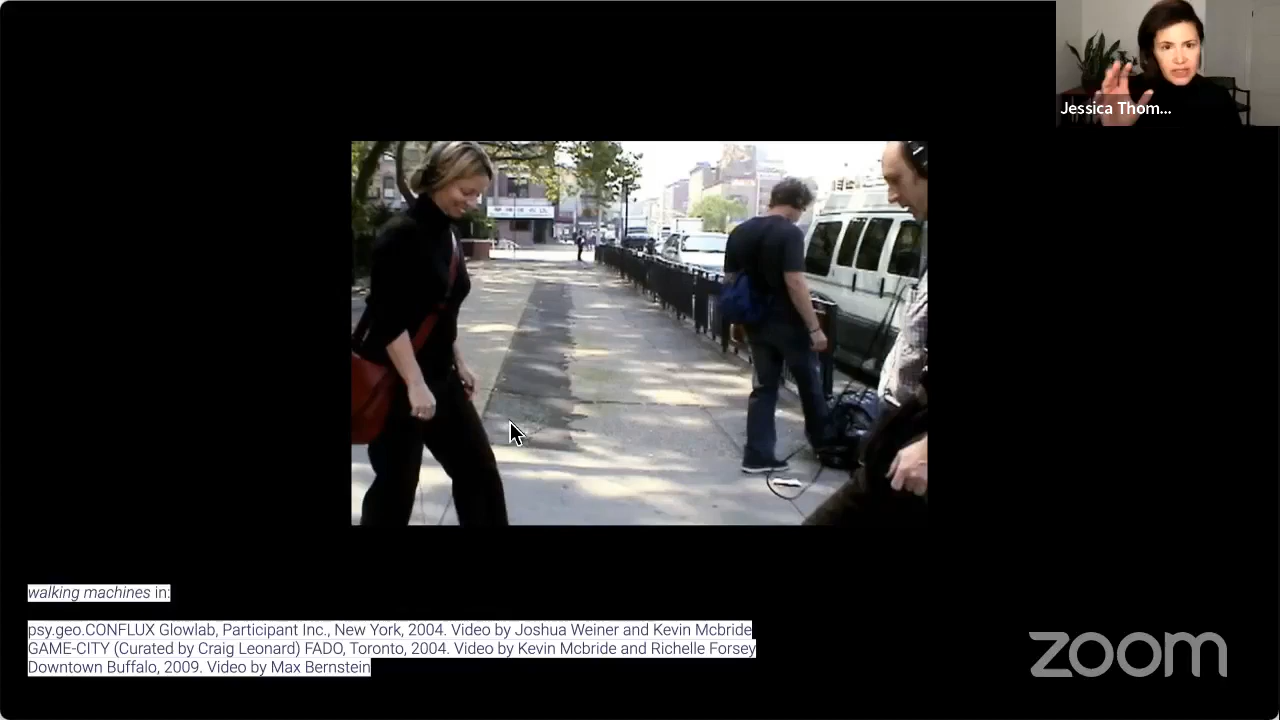 Jessica Thom...
walking machines in:
psy.geo.CONFLUX Glowlab, Participant Inc., New York, 2004. Video by Joshua Weiner and Kevin Mcbride
GAME-CITY (Curated by Craig Leonard) FADO, Toronto, 2004. Video by Kevin Mcbride and Richelle Forsey
Downtown Buffalo, 2009. Video by Max Bernstein
zoom